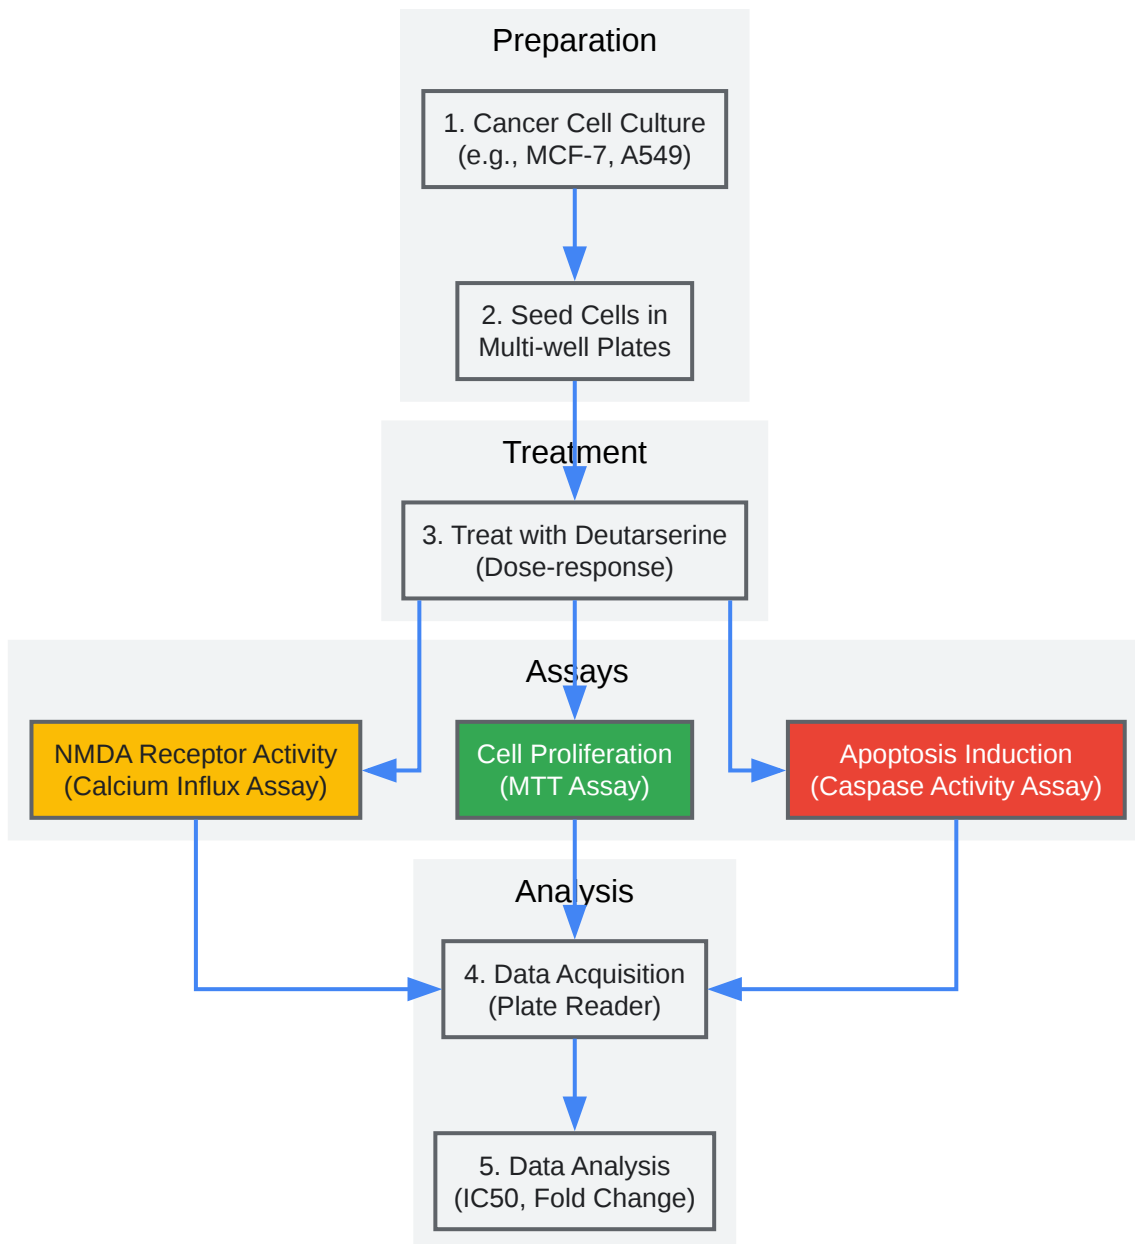 Preparation
1. Cancer Cell Culture
(e.g., MCF-7, A549)
2. Seed Cells in
Multi-well Plates
Treatment
3. Treat with Deutarserine
(Dose-response)
Assays
NMDA Receptor Activity
(Calcium Influx Assay)
Cell Proliferation
(MTT Assay)
Apoptosis Induction
(Caspase Activity Assay)
Analysis
4. Data Acquisition
(Plate Reader)
5. Data Analysis
(IC50, Fold Change)